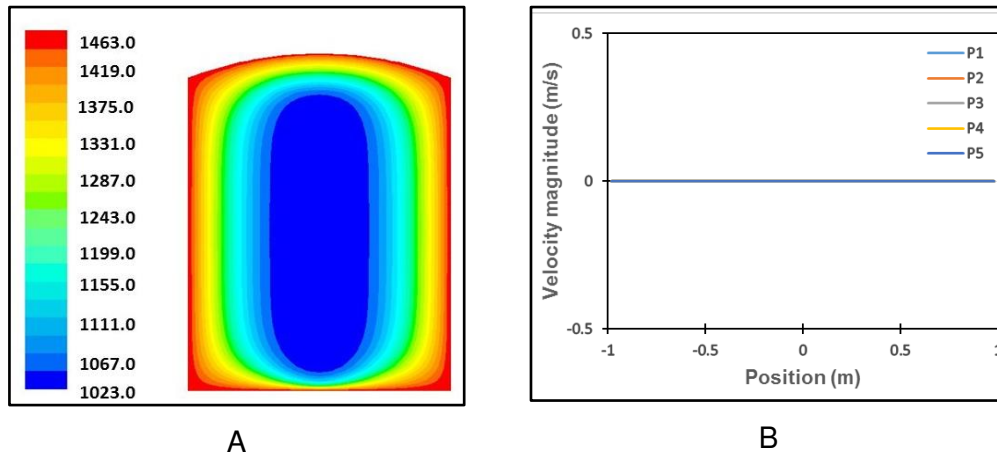 1463.0
1419.0
1375.0
1331.0
1287.0
1243.0
1199.0
1155.0
1111.0
1067.0
1023.0
A
Velocity magnitude (m/s)
0.5
0
-0.5
-1
-0.5
0
0.5
1
Position (m)
P1
P2
P3
P4
P5
B